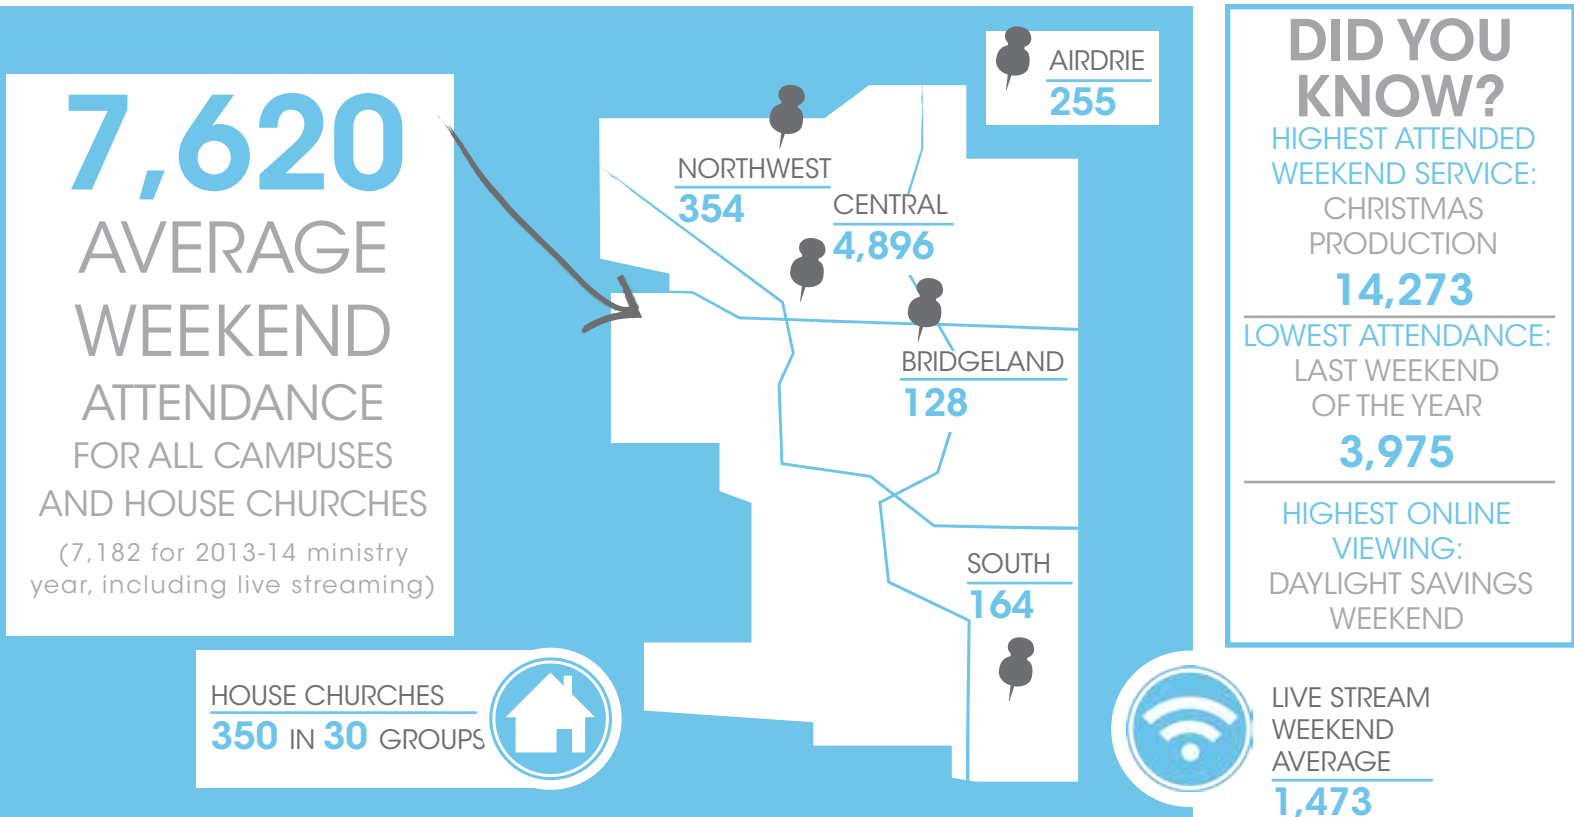 7,620
AVERAGE
WEEKEND
ATTENDANCE
FOR ALL CAMPUSES
AND HOUSE CHURCHES
(7,182 for 2013-14 ministry
year, including live streaming)
AIRDRIE
255
NORTHWEST
354
CENTRAL
4,896
BRIDGELAND
128
SOUTH
164
HOUSE CHURCHES
350 IN 30 GROUPS
DID YOU
KNOW?
HIGHEST ATTENDED
WEEKEND SERVICE:
CHRISTMAS
PRODUCTION
14,273
LOWEST ATTENDANCE:
LAST WEEKEND
OF THE YEAR
3,975
HIGHEST ONLINE
VIEWING:
DAYLIGHT SAVINGS
WEEKEND
LIVE STREAM
WEEKEND
AVERAGE
1,473